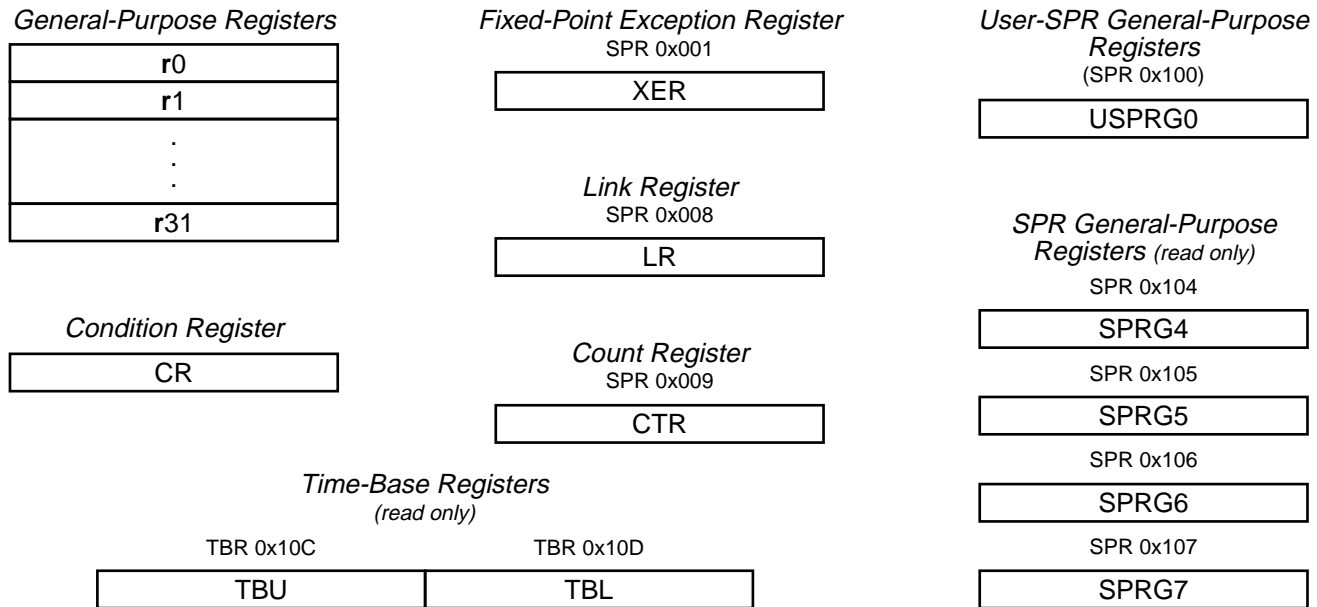 General-Purpose Registers
r0
r1
.
.
.
r31
Condition Register
CR
Fixed-Point Exception Register
SPR 0x001
XER
Link Register
SPR 0x008
LR
Count Register
SPR 0x009
CTR
Time-Base Registers
(read only)
TBR 0x10C
TBR 0x10D
TBU
TBL
User-SPR General-Purpose
Registers
(SPR 0x100)
USPRG0
SPR General-Purpose
Registers (read only)
SPR 0x104
SPRG4
SPR 0x105
SPRG5
SPR 0x106
SPRG6
SPR 0x107
SPRG7